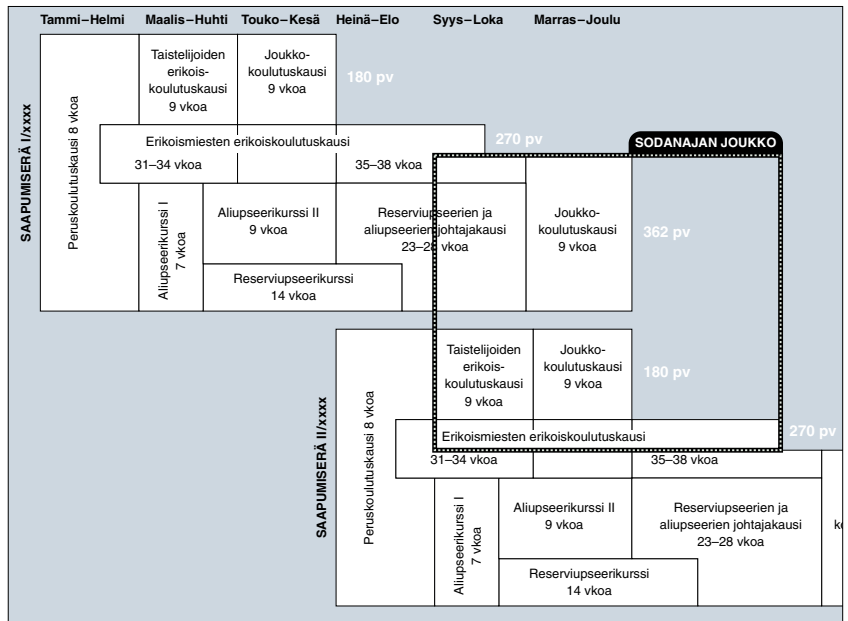 Tammi–Helmi Maalis–Huhti Touko–Kesä Heinä–Elo Syys–Loka Marras–Joulu
SAAPUMISERÄ I/xxxx
Peruskoulutuskausi 8 vkoa
Taistelijoiden
erikois-
koulutuskausi
9 vkoa
Joukko-
koulutuskausi
9 vkoa
180 pv
Erikoismiesten erikoiskoulutuskausi
31–34 vkoa
35–38 vkoa
270 pv
SODANAJAN JOUKKO
Aliupseerikurssi I
7 vkoa
Aliupseerikurssi II
9 vkoa
Reserviupseerikurssi
14 vkoa
Reserviupseerien ja
aliupseerien johtajakausi
23–28 vkoa
Joukko-
koulutuskausi
9 vkoa
362 pv
SAAPUMISERÄ II/xxxx
Peruskoulutuskausi 8 vkoa
Taistelijoiden
erikois-
koulutuskausi
9 vkoa
Joukko-
koulutuskausi
9 vkoa
180 pv
Erikoismiesten erikoiskoulutuskausi
31–34 vkoa
35–38 vkoa
270 pv
Aliupseerikurssi I
7 vkoa
Aliupseerikurssi II
9 vkoa
Reserviupseerikurssi
14 vkoa
Reserviupseerien ja
aliupseerien johtajakausi
23–28 vkoa